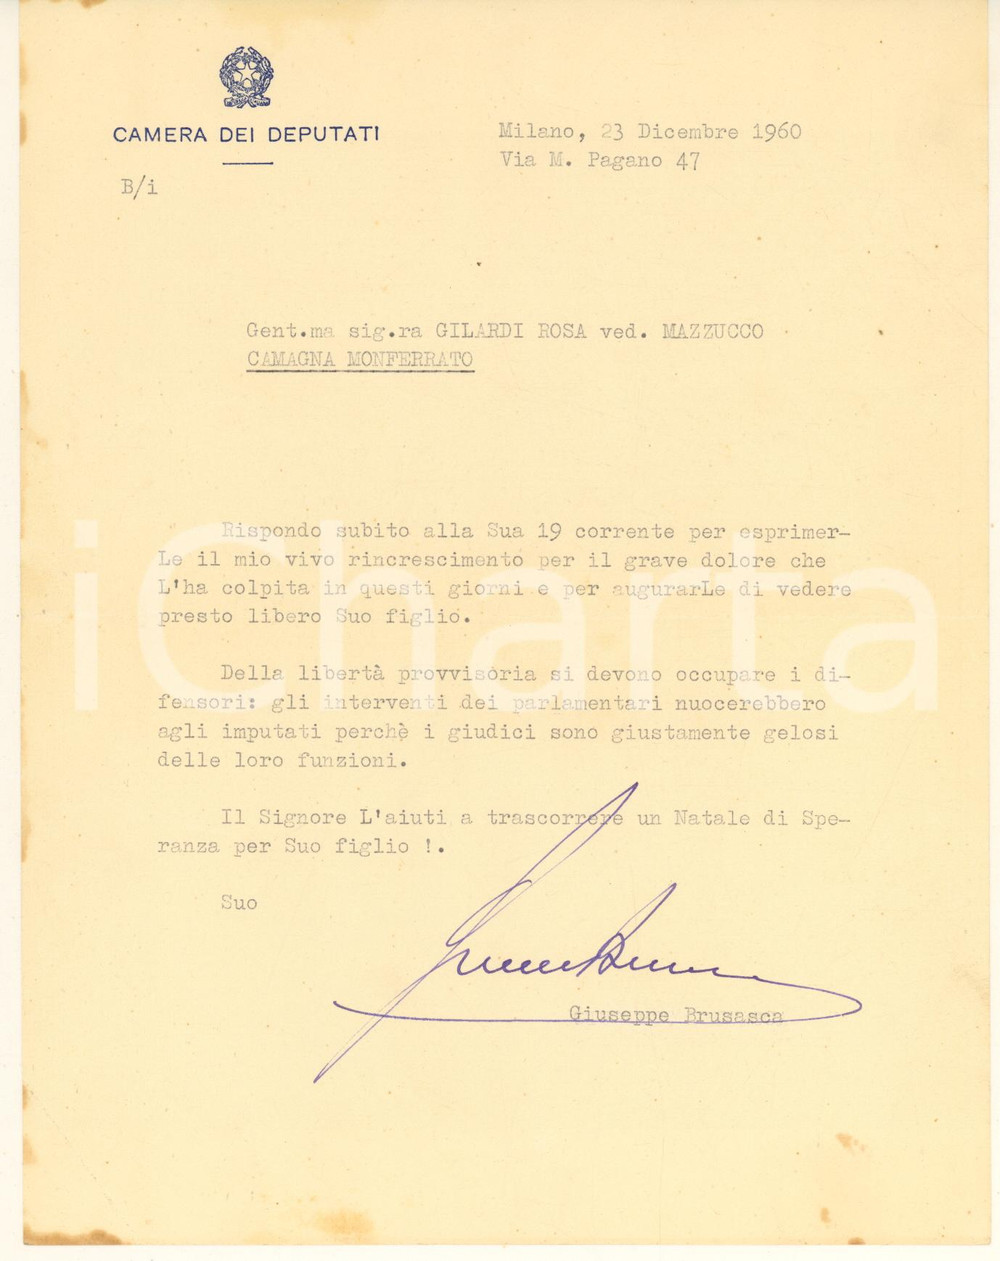 CAMERA DEI DEPUTATI
Milano, 23 Dicembre 1960
Via M. Pagano 47
B/i
Gent.ma sig.ra GILARDI ROSA ved. MAZZUCCO
CAMAGNA MONFERRATO
Rispondo subito alla Sua 19 corrente per esprimer-
Le il mio vivo rincrescimento per il grave dolore che
L'ha colpita in questi giorni e per augurarLe di vedere
presto libero Suo figlio.
Della libertà provvisoria si devono occupare i di-
fensori: gli interventi dei parlamentari nuocerebbero
agli imputati perchè i giudici sono giustamente gelosi
delle loro funzioni.
Il Signore L'aiuti a trascorrere un Natale di Spe-
ranza per Suo figlio !.
Suo
Giuseppe Brusasca
iCharta